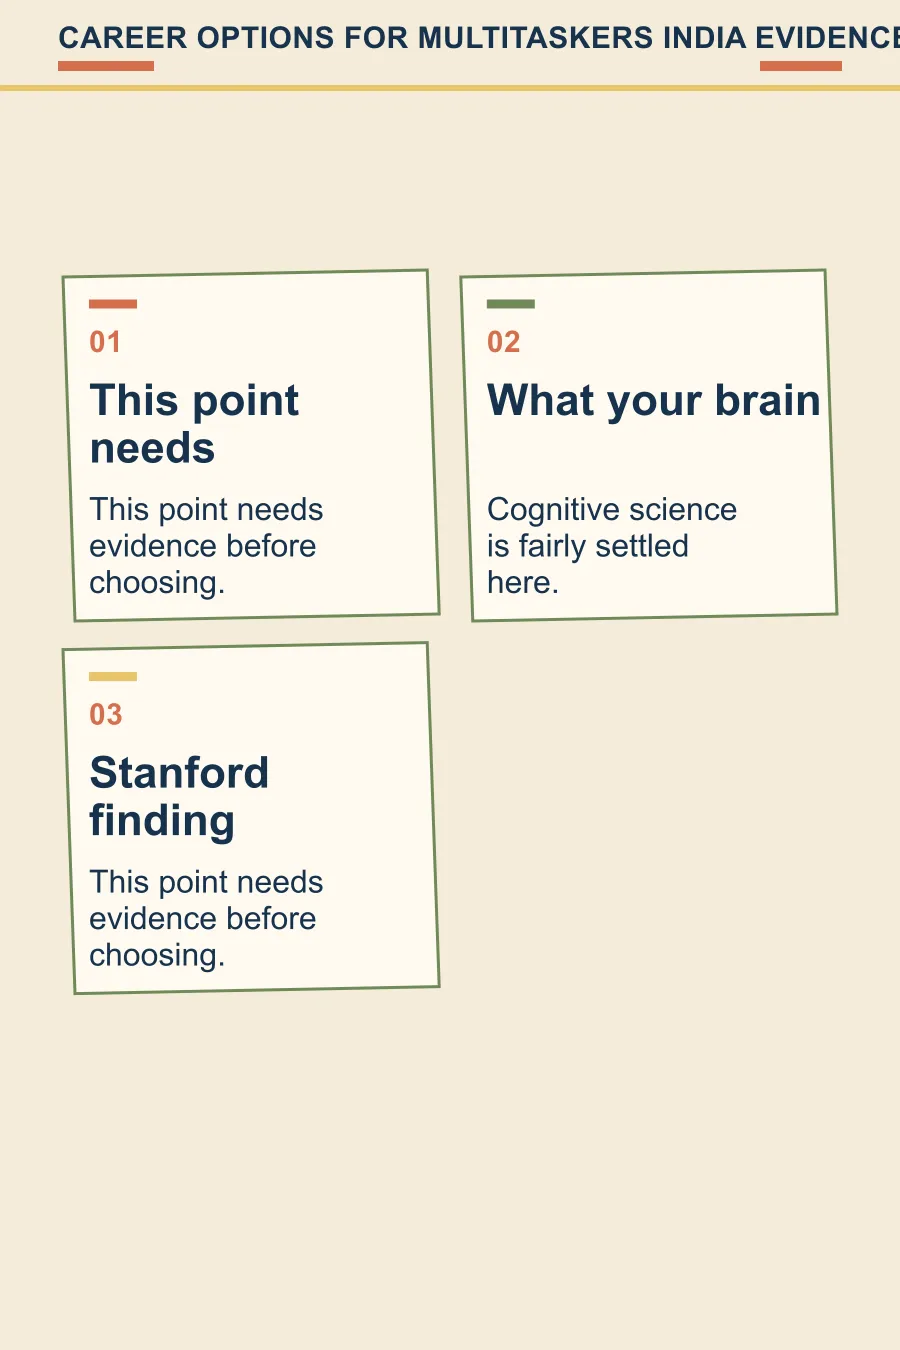 CAREER OPTIONS FOR MULTITASKERS INDIA EVIDENCE
01
This point
needs
This point needs
evidence before
choosing.
02
What your brain
Cognitive science
is fairly settled
here.
03
Stanford
finding
This point needs
evidence before
choosing.